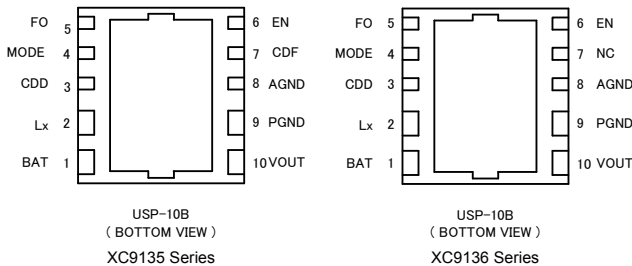 FO 5 6 EN
MODE 4 7 CDF
CDD 3 8 AGND
Lx 2 9 PGND
BAT 1 10 VOUT
USP-10B
( BOTTOM VIEW )
XC9135 Series
FO 5 6 EN
MODE 4 7 NC
CDD 3 8 AGND
Lx 2 9 PGND
BAT 1 10 VOUT
USP-10B
( BOTTOM VIEW )
XC9136 Series